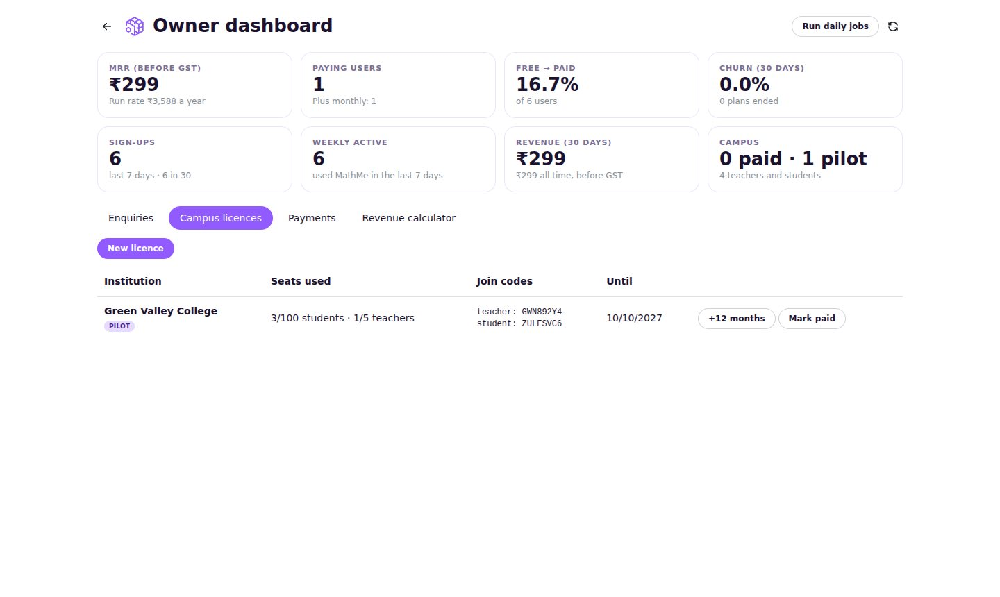 Owner dashboard
Run daily jobs
MRR (BEFORE GST)
₹299
Run rate ₹3,588 a year
PAYING USERS
1
Plus monthly: 1
FREE → PAID
16.7%
of 6 users
CHURN (30 DAYS)
0.0%
0 plans ended
SIGN-UPS
6
last 7 days · 6 in 30
WEEKLY ACTIVE
6
used MathMe in the last 7 days
REVENUE (30 DAYS)
₹299
₹299 all time, before GST
CAMPUS
0 paid · 1 pilot
4 teachers and students
Enquiries
Campus licences
Payments
Revenue calculator
New licence
Institution
Seats used
Join codes
Until
Green Valley College
PILOT
3/100 students · 1/5 teachers
teacher: GWN892Y4
student: ZULESVC6
10/10/2027
+12 months
Mark paid